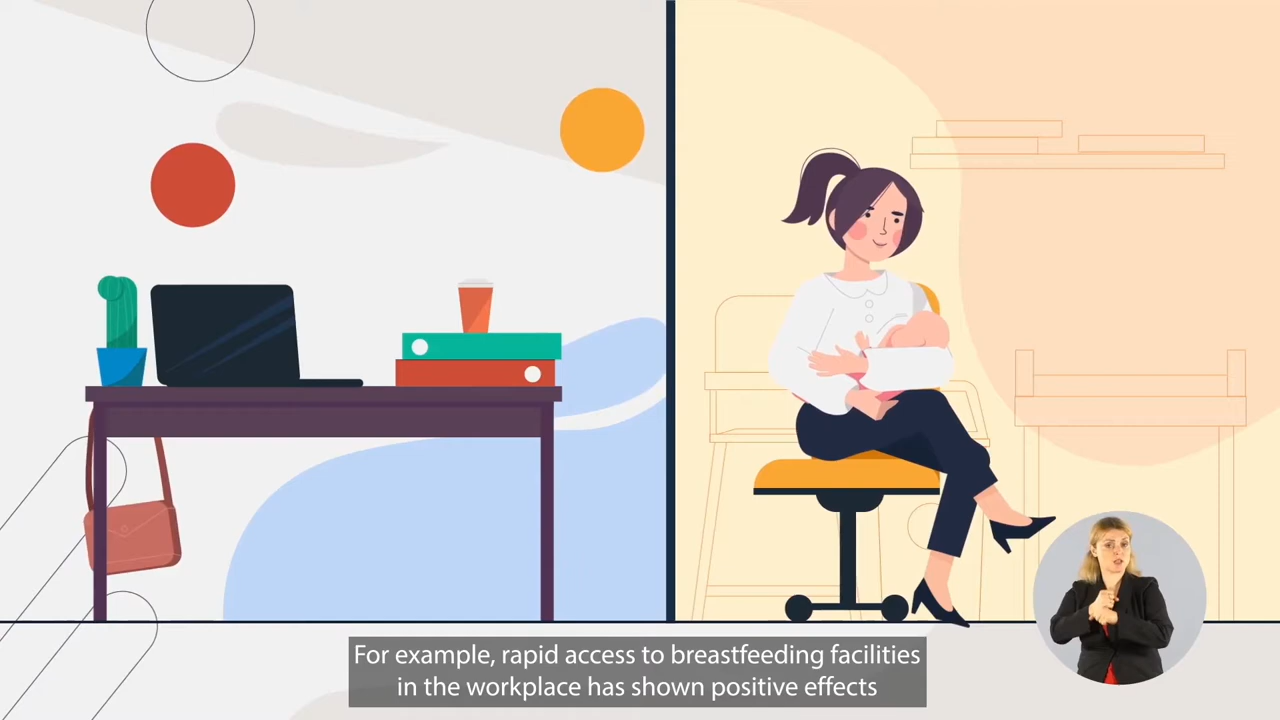 For example, rapid access to breastfeeding facilities
in the workplace has shown positive effects